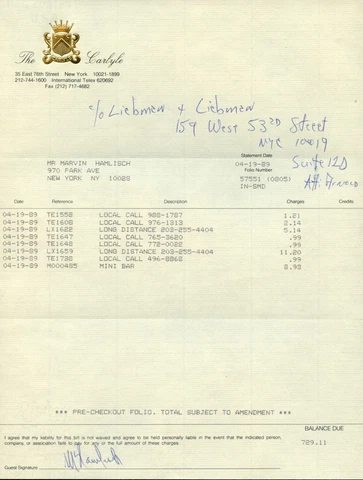 The Carlyle
35 East 76th Street New York 10021-1899
212-744-1600 International Telex 620692
Fax (212) 717-4682
c/o Liebman & Liebman
159 West 53RD Street
NYC 10019
Suite 12D
Att:
MR MARVIN HAMLISCH
970 PARK AVE
NEW YORK NY 10028
Statement Date
04-19-89
Folio Number
57551 (0805)
IN-SMD
Date Reference Description Charges Credits
04-19-89 TE1558 LOCAL CALL 988-1787 1.21
04-19-89 TE1608 LOCAL CALL 976-1313 3.14
04-19-89 LX1622 LONG DISTANCE 203-255-4404 5.14
04-19-89 TE1647 LOCAL CALL 765-3620 .99
04-19-89 TE1648 LOCAL CALL 772-0022 .99
04-19-89 LX1659 LONG DISTANCE 203-255-4404 11.20
04-19-89 TE1738 LOCAL CALL 496-8868 .99
04-19-89 M000485 MINI BAR 8.93
*** PRE-CHECKOUT FOLIO. TOTAL SUBJECT TO AMENDMENT ***
BALANCE DUE
I agree that my liability for this bill is not waived and agree to be held personally liable in the event that the indicated person,
company, or association fails to pay for any or the full amount of these charges.
789.11
Guest Signature